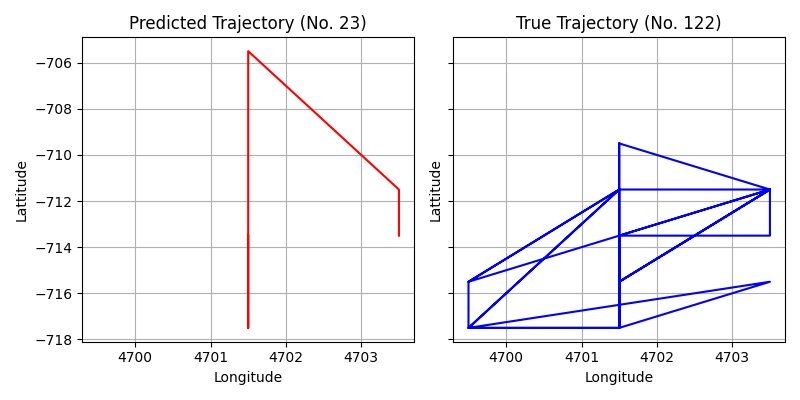 Predicted Trajectory (No. 23)
True Trajectory (No. 122)
Lattitude
−706
−708
−710
−712
−714
−716
−718
4700
4701
4702
4703
Longitude
Lattitude
4700
4701
4702
4703
Longitude